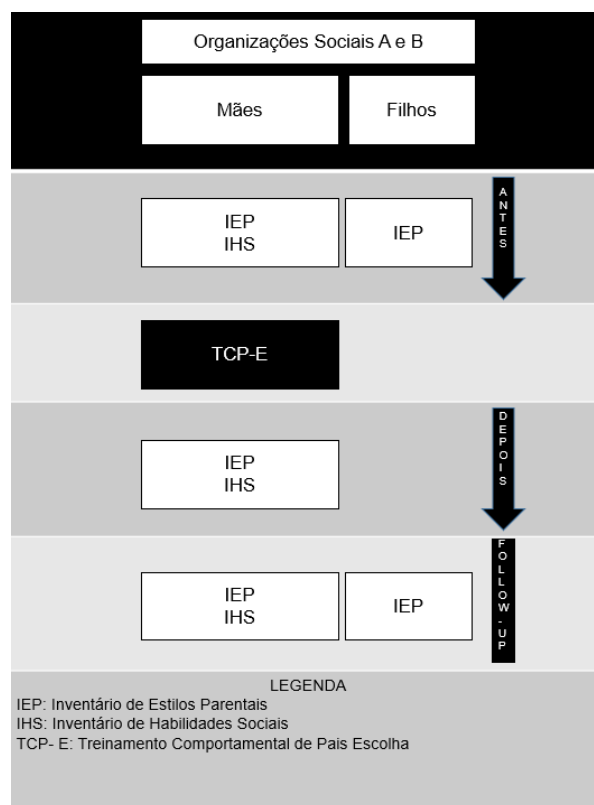 Organizações Sociais A e B
Mães
Filhos
IEP
IHS
IEP
ANTES
TCP-E
IEP
IHS
DEPOIS
IEP
IHS
IEP
FOLLOW-UP
LEGENDA
IEP: Inventário de Estilos Parentais
IHS: Inventário de Habilidades Sociais
TCP- E: Treinamento Comportamental de Pais Escolha